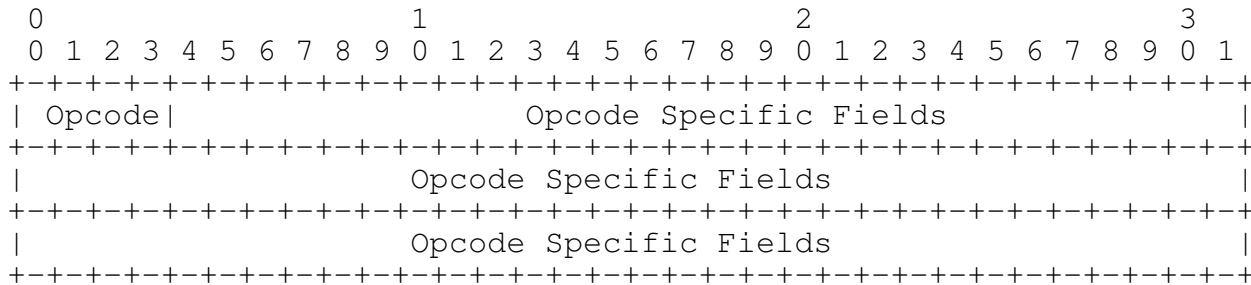 0                   1                   2                   3
 0 1 2 3 4 5 6 7 8 9 0 1 2 3 4 5 6 7 8 9 0 1 2 3 4 5 6 7 8 9 0 1
+-+-+-+-+-+-+-+-+-+-+-+-+-+-+-+-+-+-+-+-+-+-+-+-+-+-+-+-+-+-+-+-+
| Opcode|                  Opcode Specific Fields               |
+-+-+-+-+-+-+-+-+-+-+-+-+-+-+-+-+-+-+-+-+-+-+-+-+-+-+-+-+-+-+-+-+
|                    Opcode Specific Fields                     |
+-+-+-+-+-+-+-+-+-+-+-+-+-+-+-+-+-+-+-+-+-+-+-+-+-+-+-+-+-+-+-+-+
|                    Opcode Specific Fields                     |
+-+-+-+-+-+-+-+-+-+-+-+-+-+-+-+-+-+-+-+-+-+-+-+-+-+-+-+-+-+-+-+-+